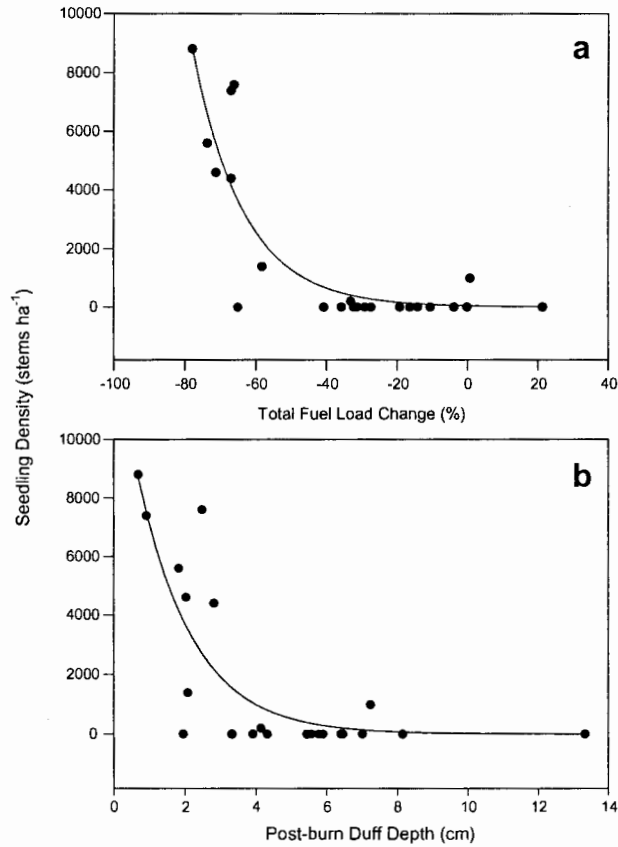 a
10000
8000
6000
4000
2000
0
-100 -80 -60 -40 -20 0 20 40
Total Fuel Load Change (%)
Seedling Density (stems ha-1)
b
10000
8000
6000
4000
2000
0
0 2 4 6 8 10 12 14
Post-burn Duff Depth (cm)